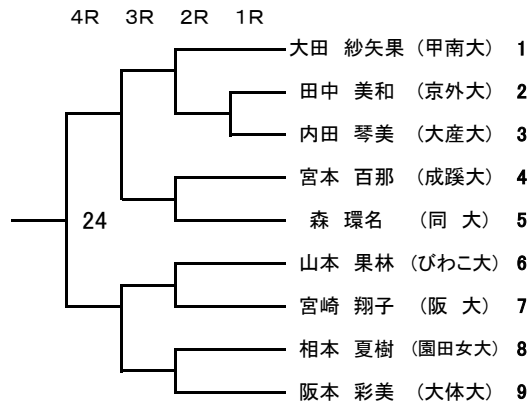 4R 3R 2R 1R
大田 紗矢果 (甲南大) 1
田中 美和 (京外大) 2
内田 琴美 (大産大) 3
宮本 百那 (成蹊大) 4
24
森 環名 (同 大) 5
山本 果林 (びわこ大) 6
宮崎 翔子 (阪 大) 7
相本 夏樹 (園田女大) 8
阪本 彩美 (大体大) 9